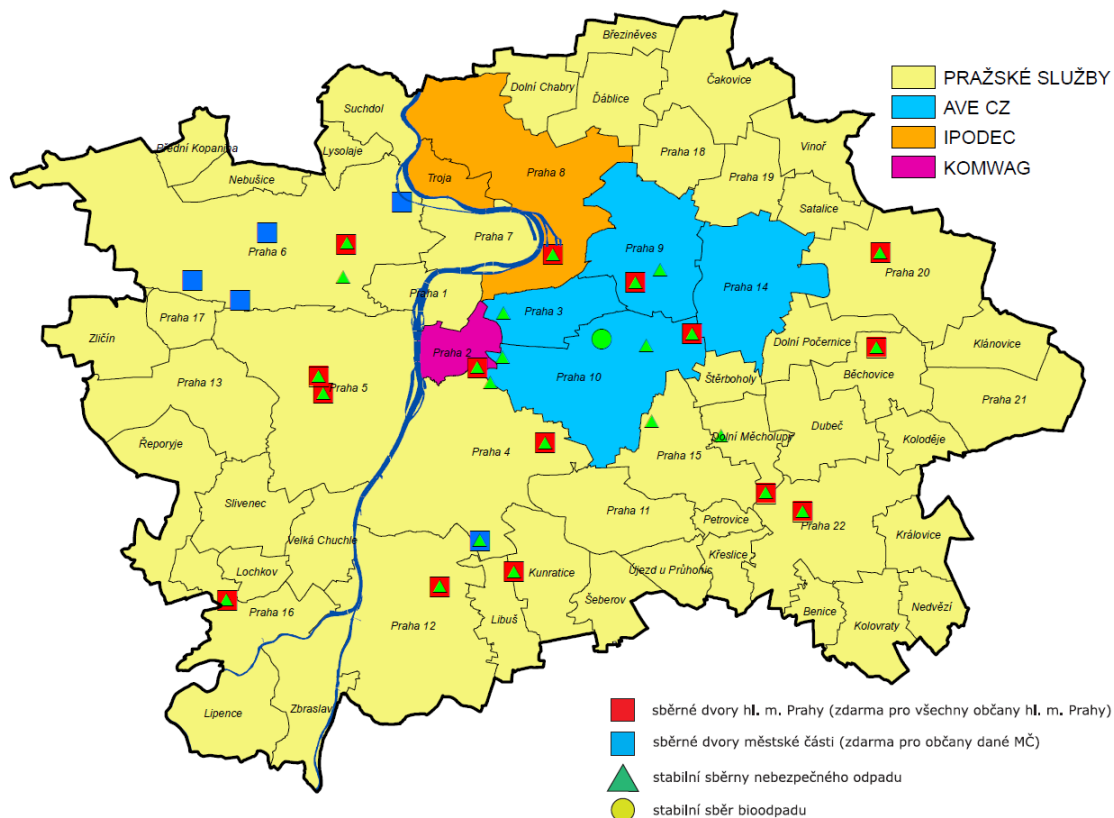 Březiněves
Čakovice
Dolní Chabry
Ďáblice
PRAŽSKÉ SLUŽBY
AVE CZ
IPODEC
KOMWAG
Suchdol
Přední Kopanina
Lysolaje
Nebušice
Troja
Praha 8
Praha 18
Vinoř
Praha 19
Satalice
Praha 7
Praha 6
Praha 9
Praha 20
Praha 1
Praha 14
Praha 3
Praha 17
Zličín
Dolní Počernice
Klánovice
Praha 2
Praha 10
Běchovice
Praha 13
Praha 5
Štěrboholy
Praha 21
Řeporyje
Praha 4
Dolní Měcholupy
Dubeč
Koloděje
Praha 15
Slivenec
Praha 11
Petrovice
Praha 22
Královice
Velká Chuchle
Křeslice
Lochkov
Kunratice
Újezd u Průhonic
Šeberov
Praha 16
Benice
Nedvězí
Libuš
Praha 12
Kolovraty
Lipence
Zbraslav
sběrné dvory hl. m. Prahy (zdarma pro všechny občany hl. m. Prahy)
sběrné dvory městské části (zdarma pro občany dané MČ)
stabilní sběrny nebezpečného odpadu
stabilní sběr bioodpadu